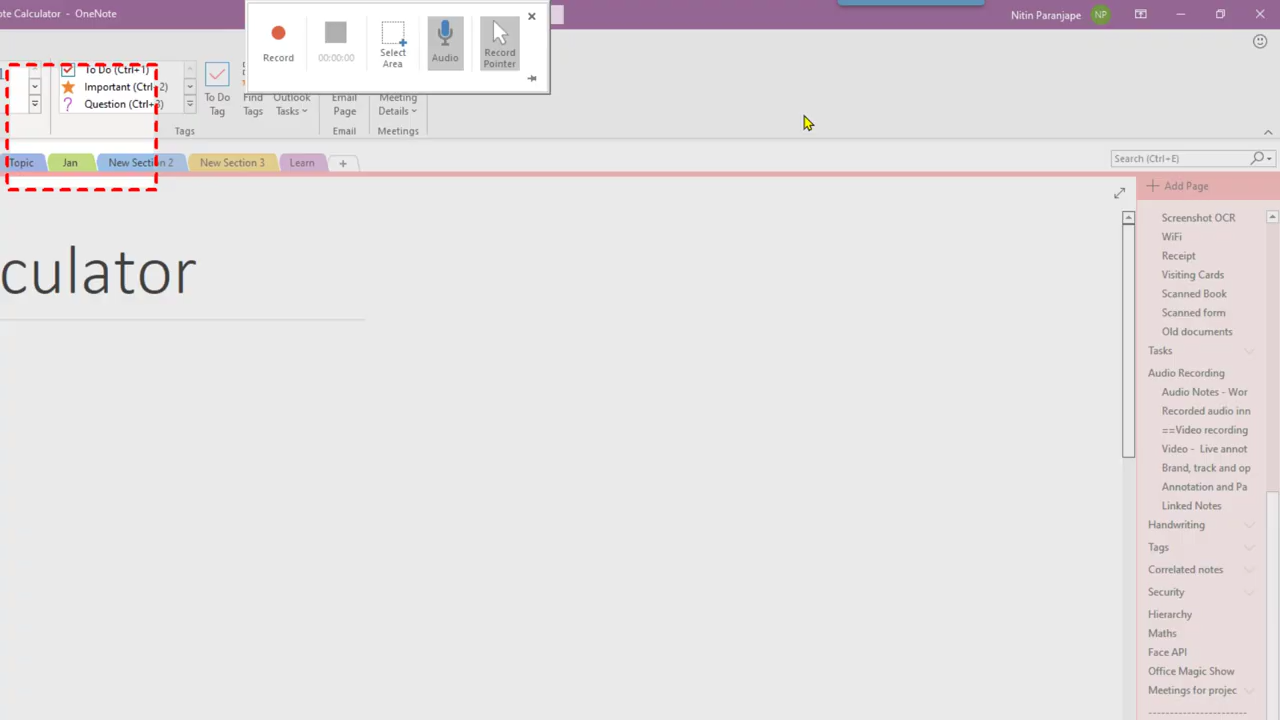 ote Calculator - OneNote
Nitin Paranjape
NP
Record
00:00:00
Select
Area
Audio
Record
Pointer
To Do (Ctrl+1)
Important (Ctrl+2)
Question (Ctrl+3)
To Do
Tag
Find
Tags
Outlook
Tasks
Email
Page
Meeting
Details
Tags
Email
Meetings
Topic
Jan
New Section 2
New Section 3
Learn
Search (Ctrl+E)
culator
Add Page
Screenshot OCR
WiFi
Receipt
Visiting Cards
Scanned Book
Scanned form
Old documents
Tasks
Audio Recording
Audio Notes - Wor
Recorded audio inn
==Video recording
Video - Live annot
Brand, track and op
Annotation and Pa
Linked Notes
Handwriting
Tags
Correlated notes
Security
Hierarchy
Maths
Face API
Office Magic Show
Meetings for projec
-----------------------